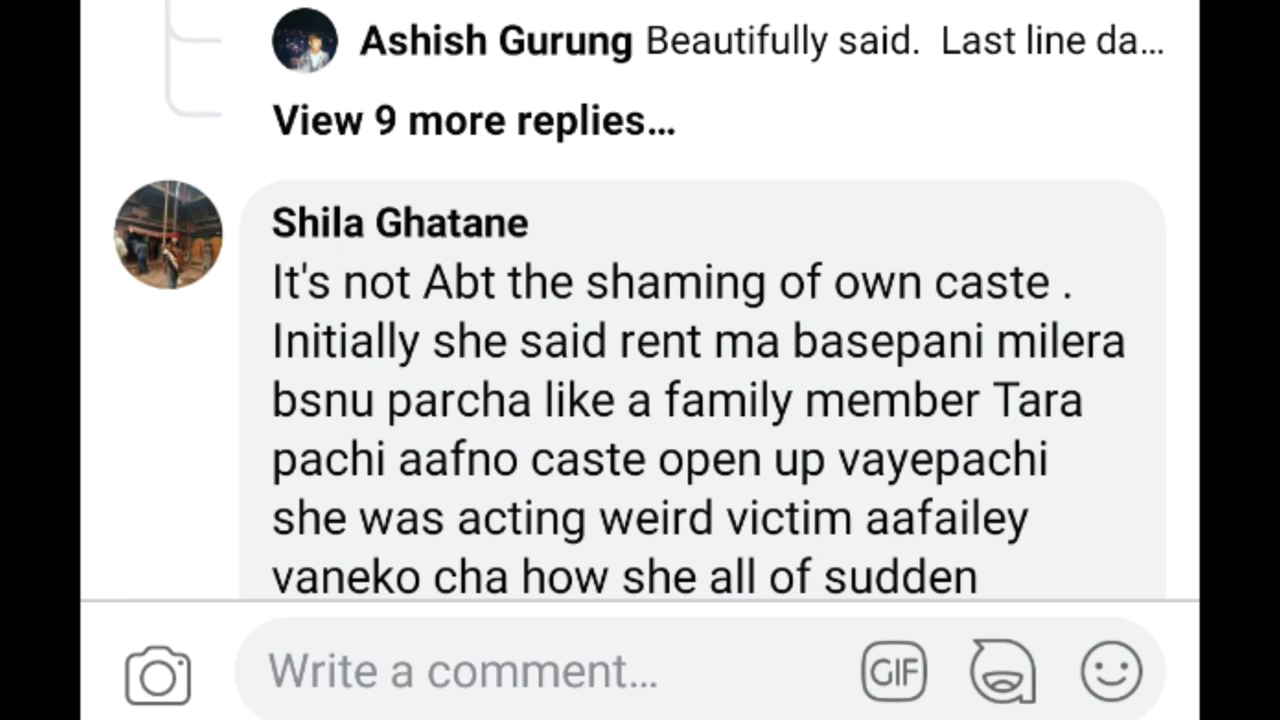 Ashish Gurung Beautifully said. Last line da...
View 9 more replies...
Shila Ghatane
It's not Abt the shaming of own caste .
Initially she said rent ma basepani milera
bsnu parcha like a family member Tara
pachi aafno caste open up vayepachi
she was acting weird victim aafailey
vaneko cha how she all of sudden
Write a comment...
GIF